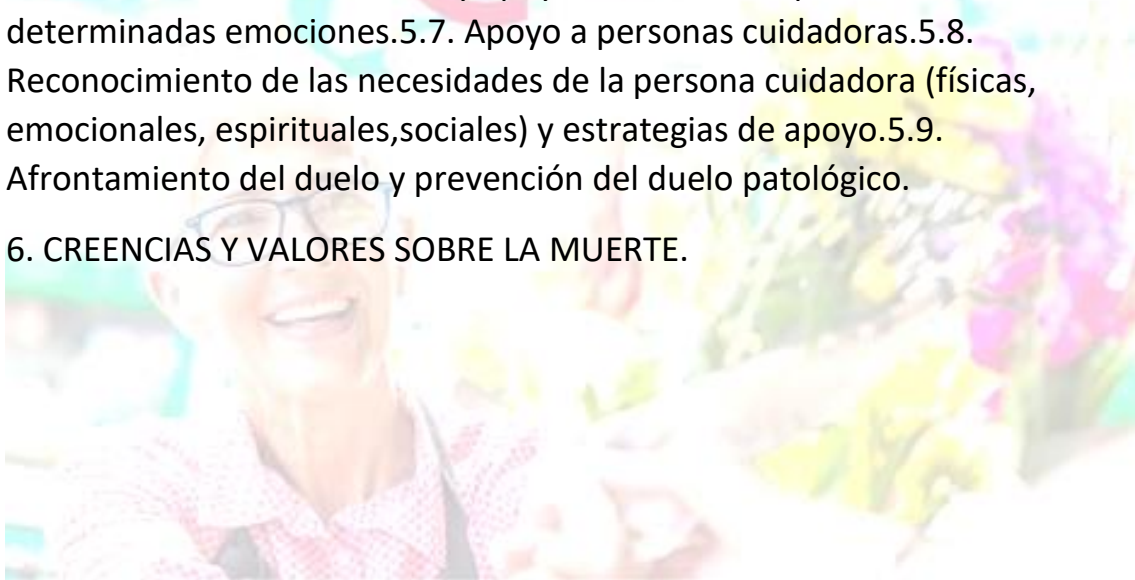 determinadas emociones.5.7. Apoyo a personas cuidadoras.5.8.
Reconocimiento de las necesidades de la persona cuidadora (físicas,
emocionales, espirituales,sociales) y estrategias de apoyo.5.9.
Afrontamiento del duelo y prevención del duelo patológico.
6. CREENCIAS Y VALORES SOBRE LA MUERTE.